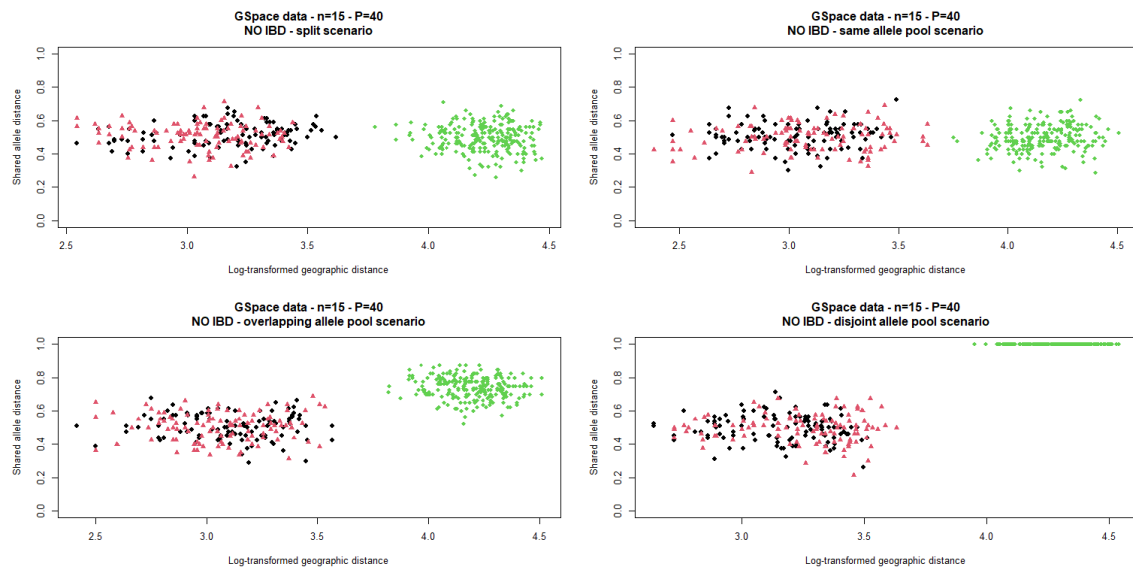 GSpace data - n=15 - P=40
NO IBD - split scenario
Shared allele distance
0.0 0.2 0.4 0.6 0.8 1.0
2.5 3.0 3.5 4.0 4.5
Log-transformed geographic distance
GSpace data - n=15 - P=40
NO IBD - same allele pool scenario
Shared allele distance
0.0 0.2 0.4 0.6 0.8 1.0
2.5 3.0 3.5 4.0 4.5
Log-transformed geographic distance
GSpace data - n=15 - P=40
NO IBD - overlapping allele pool scenario
Shared allele distance
0.0 0.2 0.4 0.6 0.8 1.0
2.5 3.0 3.5 4.0 4.5
Log-transformed geographic distance
GSpace data - n=15 - P=40
NO IBD - disjoint allele pool scenario
Shared allele distance
0.0 0.2 0.4 0.6 0.8 1.0
3.0 3.5 4.0 4.5
Log-transformed geographic distance